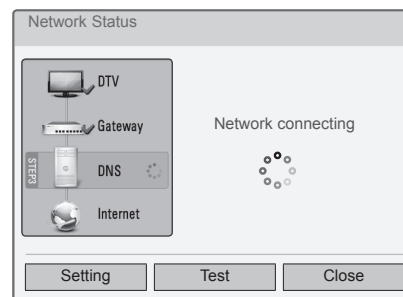 Network Status
DTV
Gateway
Network connecting
STEP3
DNS
Internet
Setting
Test
Close